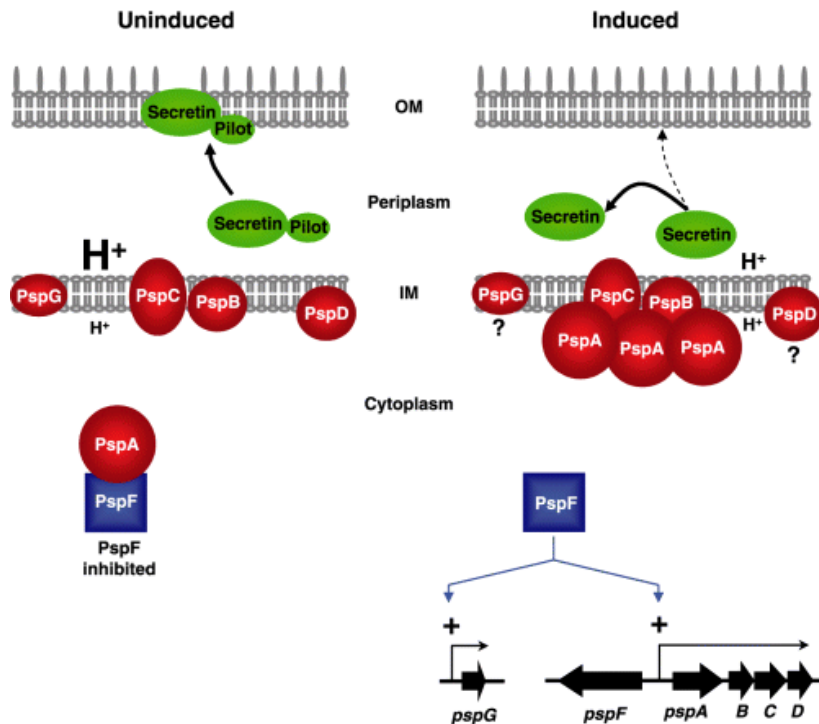 Uninduced
Induced
Secretin
Pilot
OM
Periplasm
Secretin
Pilot
Secretin
Secretin
H+
H+
PspG
PspC
PspB
PspD
IM
H+
PspG
?
PspC
PspB
PspD
?
H+
PspA
PspA
PspA
Cytoplasm
PspA
PspF
PspF
inhibited
PspF
+
+
pspG
pspF
pspA
B
C
D